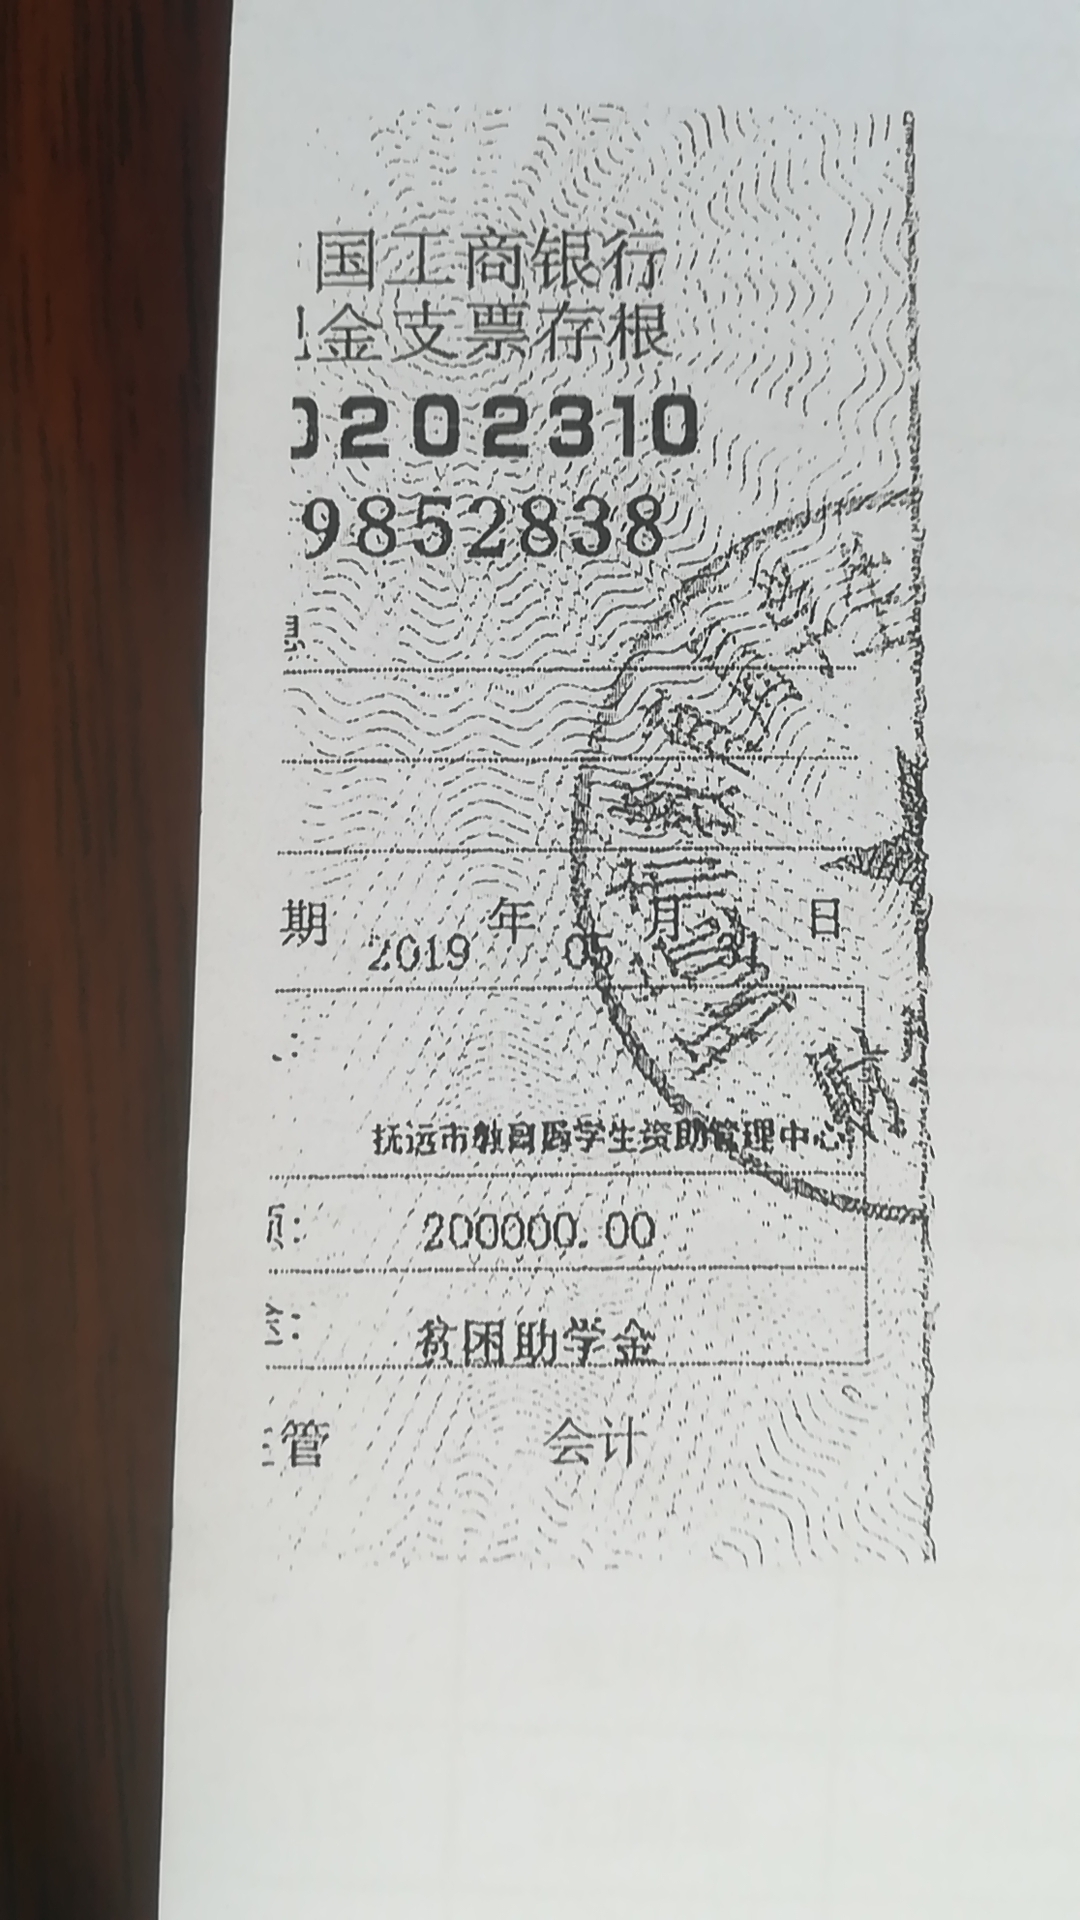 国工商银行
金支票存根
0202310
9852838
期 年 月 日
2019 05 31
抚远市教育局学生资助管理中心
200000.00
贫困助学金
管 会计